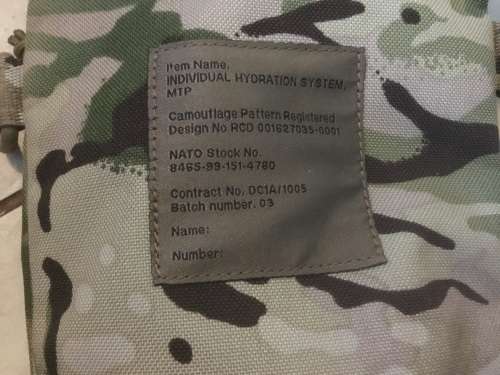 Item Name.
INDIVIDUAL HYDRATION SYSTEM,
MTP
Camouflage Pattern Registered
Design No RCD 001627035-0001
NATO Stock No.
8465-99-151-4780
Contract No. DC1A/1005
Batch number. 03
Name:
Number: